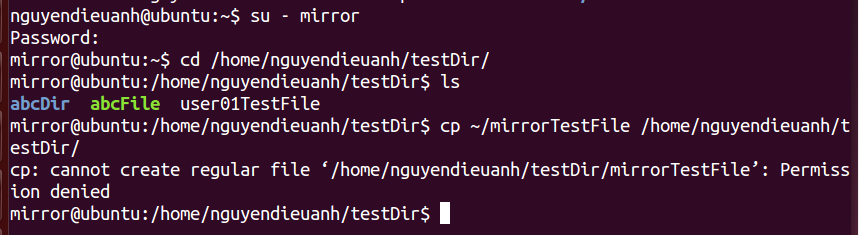 nguyendieuanh@ubuntu:~$ su - mirror
Password:
mirror@ubuntu:~$ cd /home/nguyendieuanh/testDir/
mirror@ubuntu:/home/nguyendieuanh/testDir$ ls
abcDir  abcFile  user01TestFile
mirror@ubuntu:/home/nguyendieuanh/testDir$ cp ~/mirrorTestFile /home/nguyendieuanh/t
estDir/
cp: cannot create regular file ‘/home/nguyendieuanh/testDir/mirrorTestFile’: Permiss
ion denied
mirror@ubuntu:/home/nguyendieuanh/testDir$